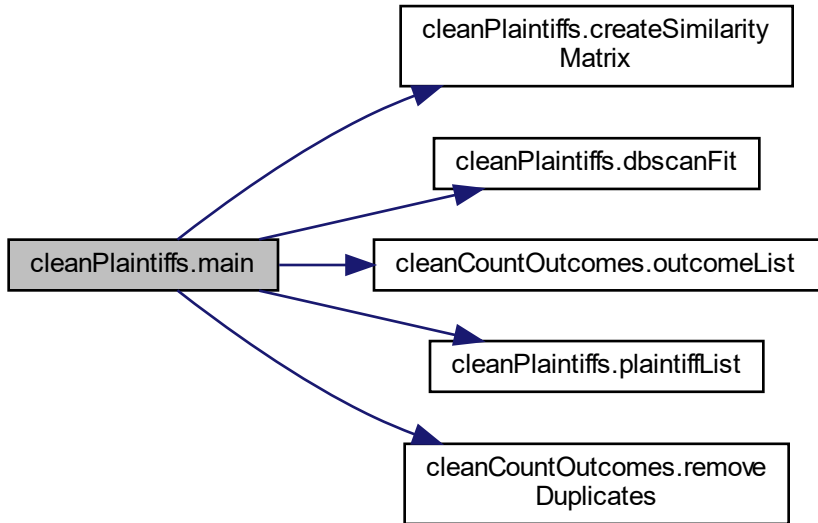 cleanPlaintiffs.createSimilarity
Matrix
cleanPlaintiffs.dbscanFit
cleanPlaintiffs.main
cleanCountOutcomes.outcomeList
cleanPlaintiffs.plaintiffList
cleanCountOutcomes.remove
Duplicates